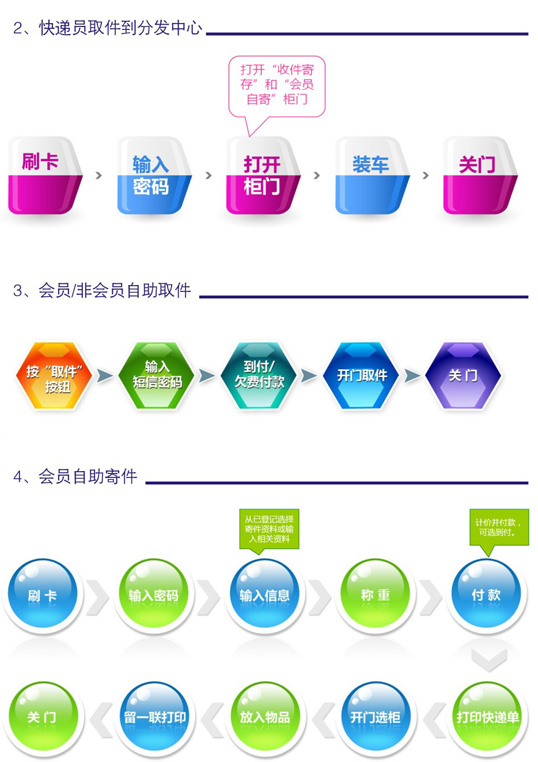 2、快递员取件到分发中心
打开“收件寄
存”和“会员
自寄”柜门
刷卡
输入
密码
打开
柜门
装车
关门
3、会员/非会员自助取件
按“取件”
按钮
输入
短信密码
到付/
欠费付款
开门取件
关 门
4、会员自助寄件
从已登记选择
寄件资料或输
入相关资料
计价并付款，
可选到付。
刷 卡
输入密码
输入信息
称 重
付 款
打印快递单
开门选柜
放入物品
留一联打印
关 门